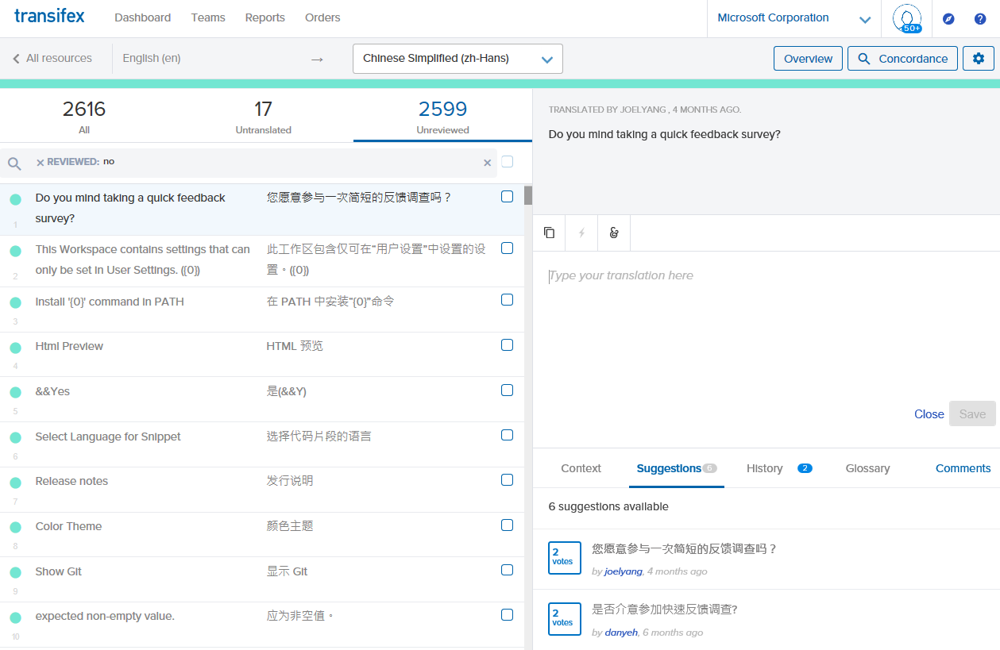 transifex
Dashboard
Teams
Reports
Orders
Microsoft Corporation
50+
All resources
English (en)
→
Chinese Simplified (zh-Hans)
Overview
Concordance
2616
All
17
Untranslated
2599
Unreviewed
× REVIEWED: no ×
Do you mind taking a quick feedback
survey?
您愿意参与一次简短的反馈调查吗？
1
This Workspace contains settings that can
only be set in User Settings. ({0})
此工作区包含仅可在“用户设置”中设置的设
置。({0})
2
Install '{0}' command in PATH
在 PATH 中安装“{0}”命令
3
Html Preview
HTML 预览
4
&&Yes
是(&&Y)
5
Select Language for Snippet
选择代码片段的语言
6
Release notes
发行说明
7
Color Theme
颜色主题
8
Show Git
显示 Git
9
expected non-empty value.
应为非空值。
10
TRANSLATED BY JOELYANG , 4 MONTHS AGO.
Do you mind taking a quick feedback survey?
Type your translation here
Close
Save
Context
Suggestions 6
History 2
Glossary
Comments
6 suggestions available
2
votes
您愿意参与一次简短的反馈调查吗？
by joelyang, 4 months ago
2
votes
是否介意参加快速反馈调查?
by danyeh, 6 months ago